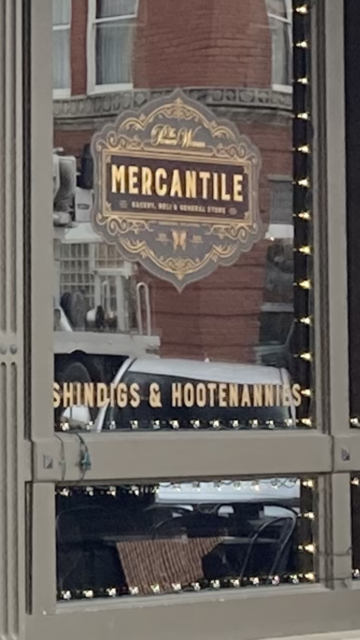 The
Pioneer Woman
MERCANTILE
BAKERY, DELI & GENERAL STORE
SHINDIGS & HOOTENANNIES